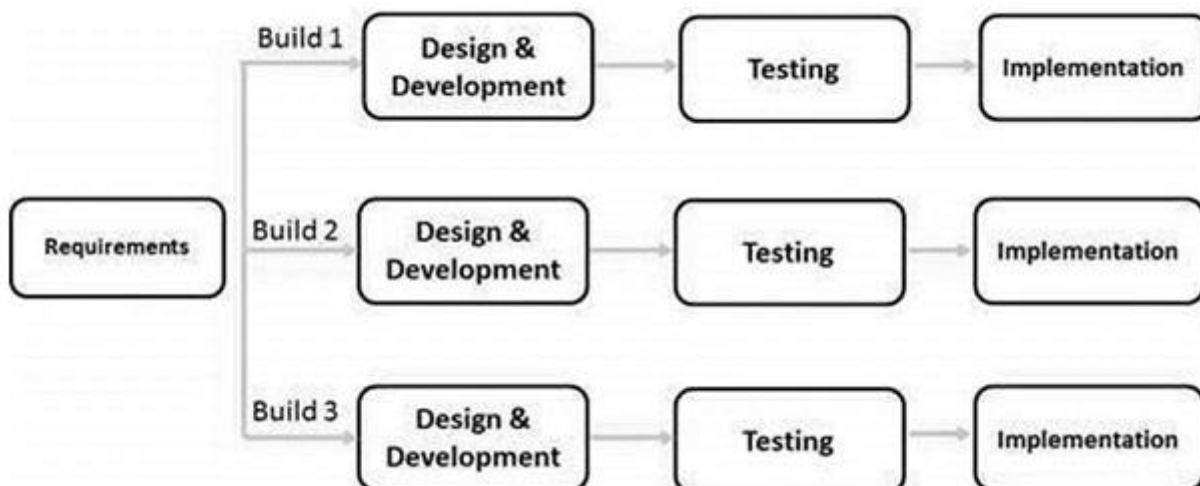 Build 1
Design &
Development
Testing
Implementation
Requirements
Build 2
Design &
Development
Testing
Implementation
Build 3
Design &
Development
Testing
Implementation